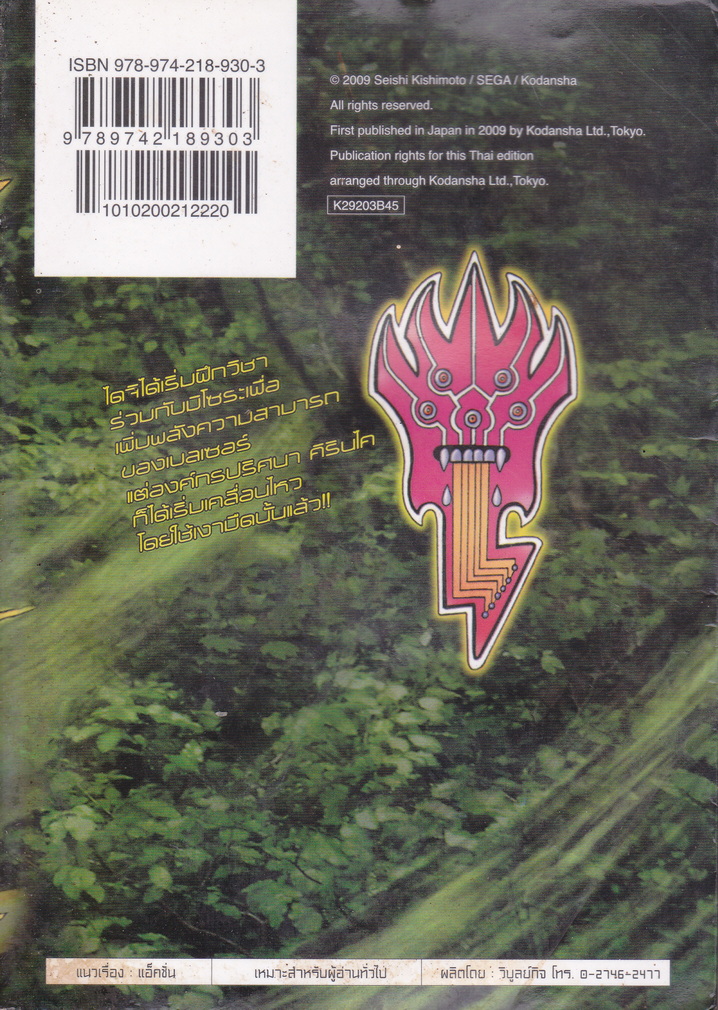 ISBN 978-974-218-930-3
9 789742 189303
1010200212220
© 2009 Seishi Kishimoto / SEGA / Kodansha
All rights reserved.
First published in Japan in 2009 by Kodansha Ltd.,Tokyo.
Publication rights for this Thai edition
arranged through Kodansha Ltd.,Tokyo.
K29203B45
ไดจิได้เริ่มฝึกวิชา
ร่วมกับมิโซระเพื่อ
เพิ่มพลังความสามารถ
ของเบลเซอร์
แต่องค์กรปริศนา คิรินไค
ก็ได้เริ่มเคลื่อนไหว
โดยใช้เงามืดนั้นแล้ว!!
แนวเรื่อง : แอ็คชั่น
เหมาะสำหรับผู้อ่านทั่วไป
ผลิตโดย : วิบูลย์กิจ โทร. 0-2746-2477